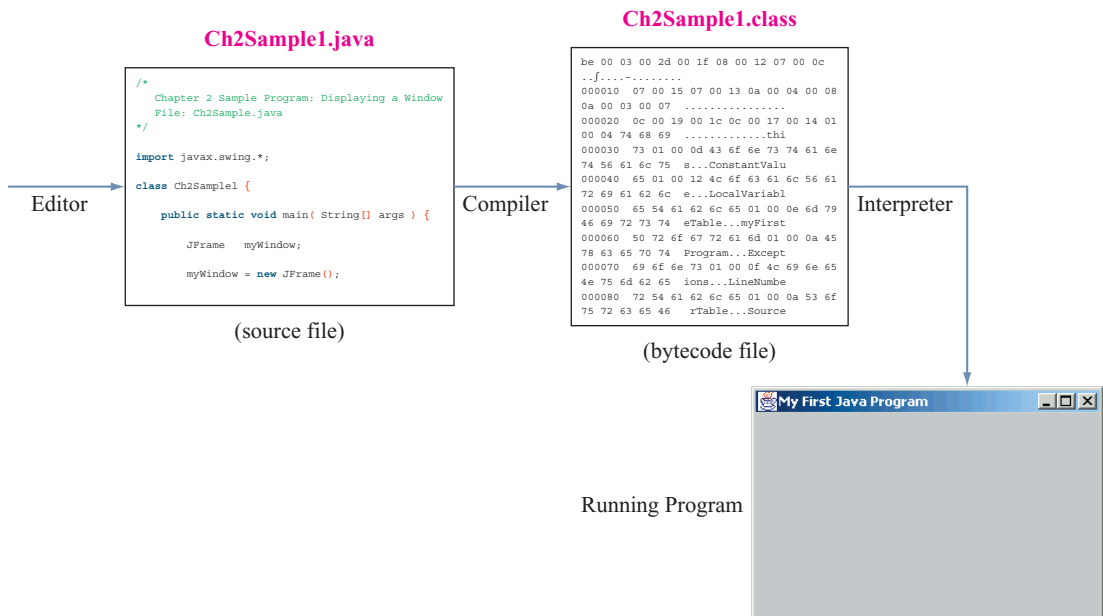 Ch2Sample1.java
/*
Chapter 2 Sample Program: Displaying a Window
File: Ch2Sample.java
*/
import javax.swing.*;
class Ch2Sample1 {
public static void main( String[] args ) {
JFrame myWindow;
myWindow = new JFrame();
(source file)
Editor
Compiler
Ch2Sample1.class
be 00 03 00 2d 00 1f 08 00 12 07 00 0c
..∫....-........
000010 07 00 15 07 00 13 0a 00 04 00 08
0a 00 03 00 07 ................
000020 0c 00 19 00 1c 0c 00 17 00 14 01
00 04 74 68 69 .............thi
000030 73 01 00 0d 43 6f 6e 73 74 61 6e
74 56 61 6c 75 s...ConstantValu
000040 65 01 00 12 4c 6f 63 61 6c 56 61
72 69 61 62 6c e...LocalVariabl
000050 65 54 61 62 6c 65 01 00 0e 6d 79
46 69 72 73 74 eTable...myFirst
000060 50 72 6f 67 72 61 6d 01 00 0a 45
78 63 65 70 74 Program...Except
000070 69 6f 6e 73 01 00 0f 4c 69 6e 65
4e 75 6d 62 65 ions...LineNumbe
000080 72 54 61 62 6c 65 01 00 0a 53 6f
75 72 63 65 46 rTable...Source
(bytecode file)
Interpreter
My First Java Program
Running Program